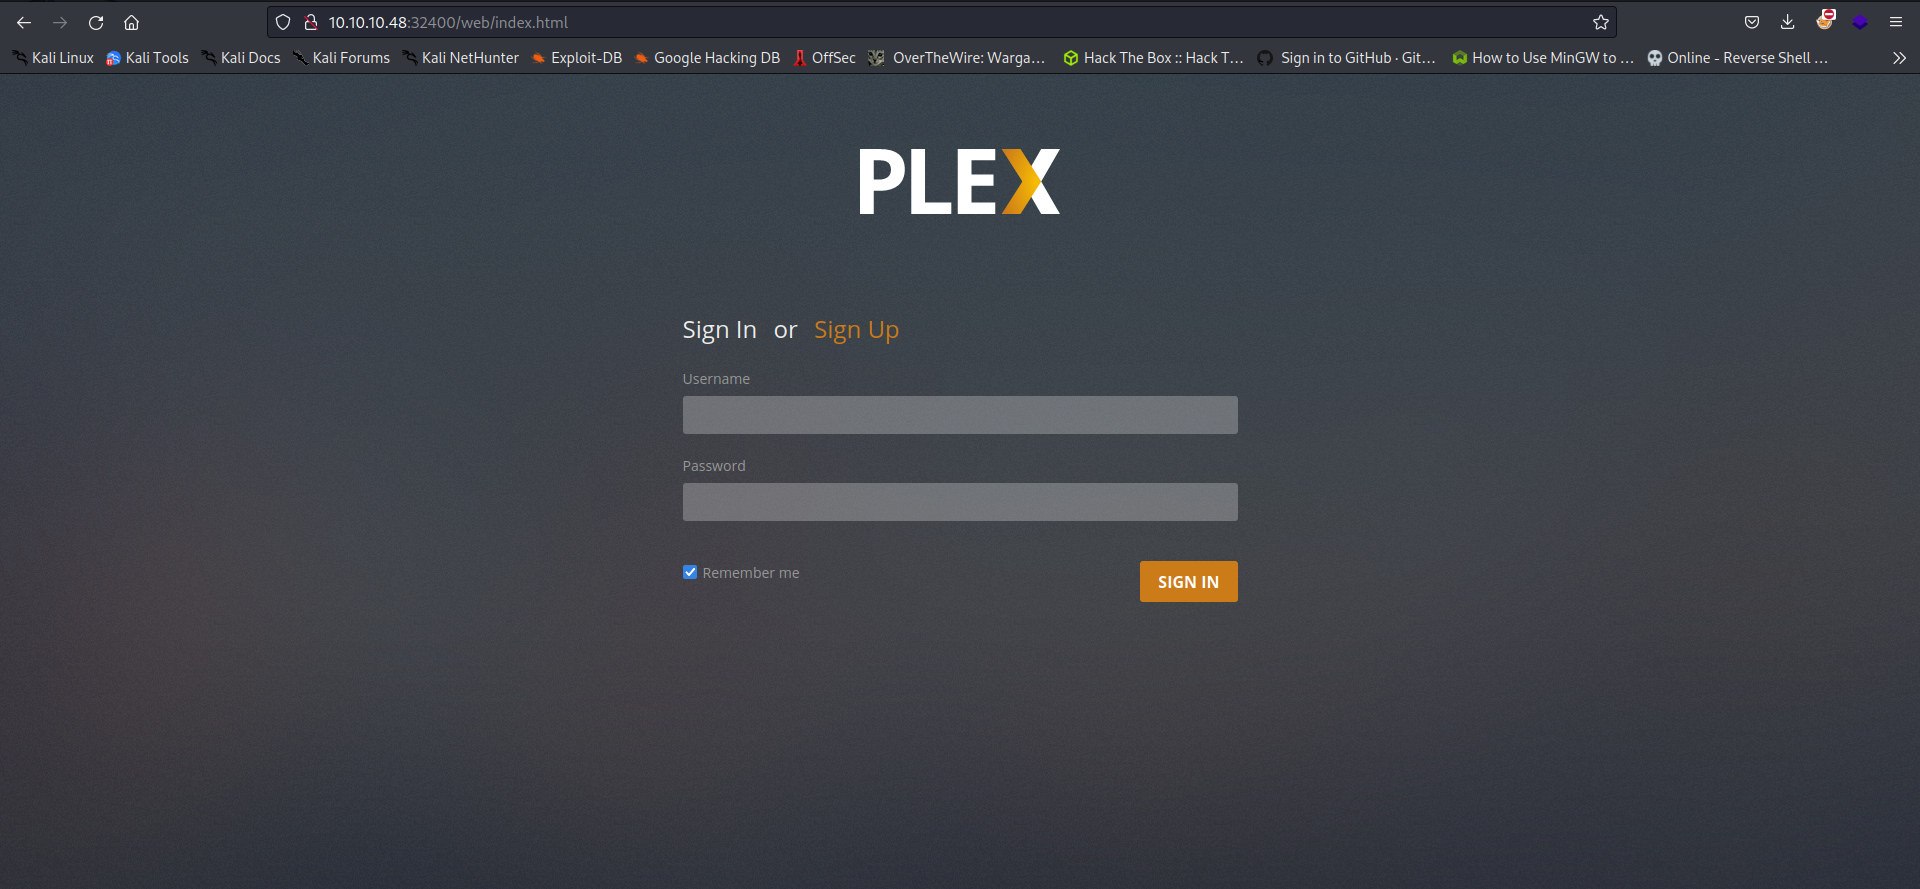 10.10.10.48:32400/web/index.html
Kali Linux Kali Tools Kali Docs Kali Forums Kali NetHunter Exploit-DB Google Hacking DB OffSec OverTheWire: Warga… Hack The Box :: Hack T… Sign in to GitHub · Git… How to Use MinGW to … Online - Reverse Shell …
PLEX
Sign In or Sign Up
Username
Password
Remember me SIGN IN